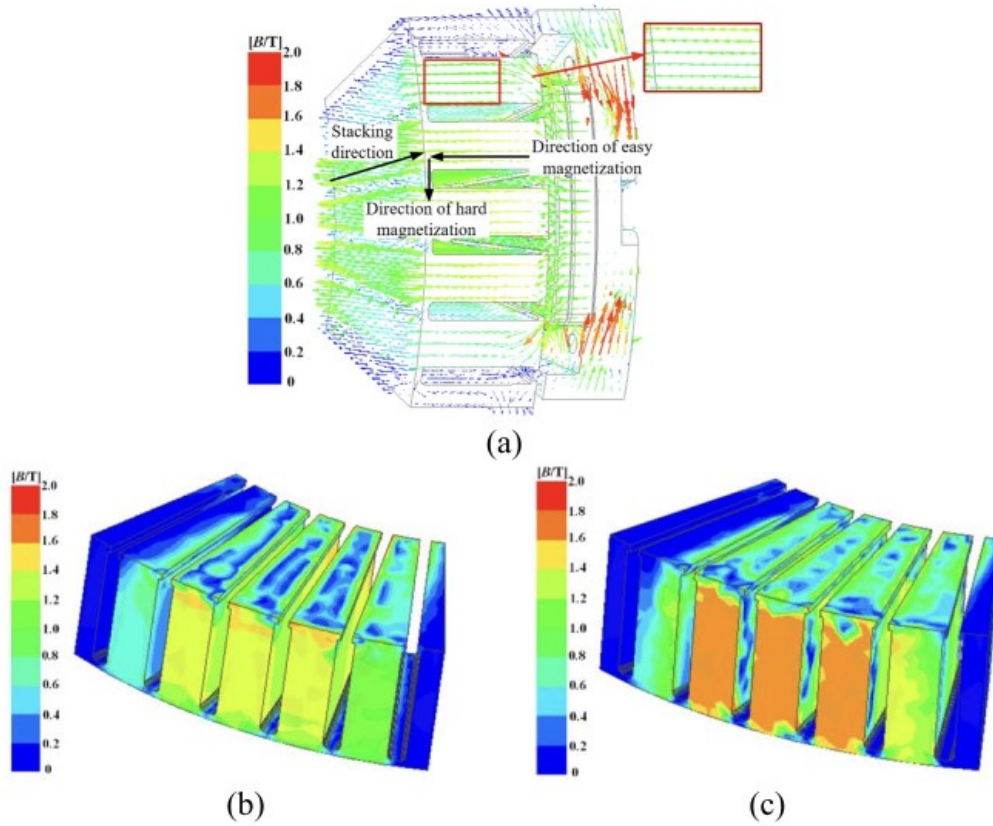 [B/T]
2.0
1.8
1.6
1.4
1.2
1.0
0.8
0.6
0.4
0.2
0
Stacking
direction
Direction of easy
magnetization
Direction of hard
magnetization
(a)
[B/T]
2.0
1.8
1.6
1.4
1.2
1.0
0.8
0.6
0.4
0.2
0
(b)
[B/T]
2.0
1.8
1.6
1.4
1.2
1.0
0.8
0.6
0.4
0.2
0
(c)